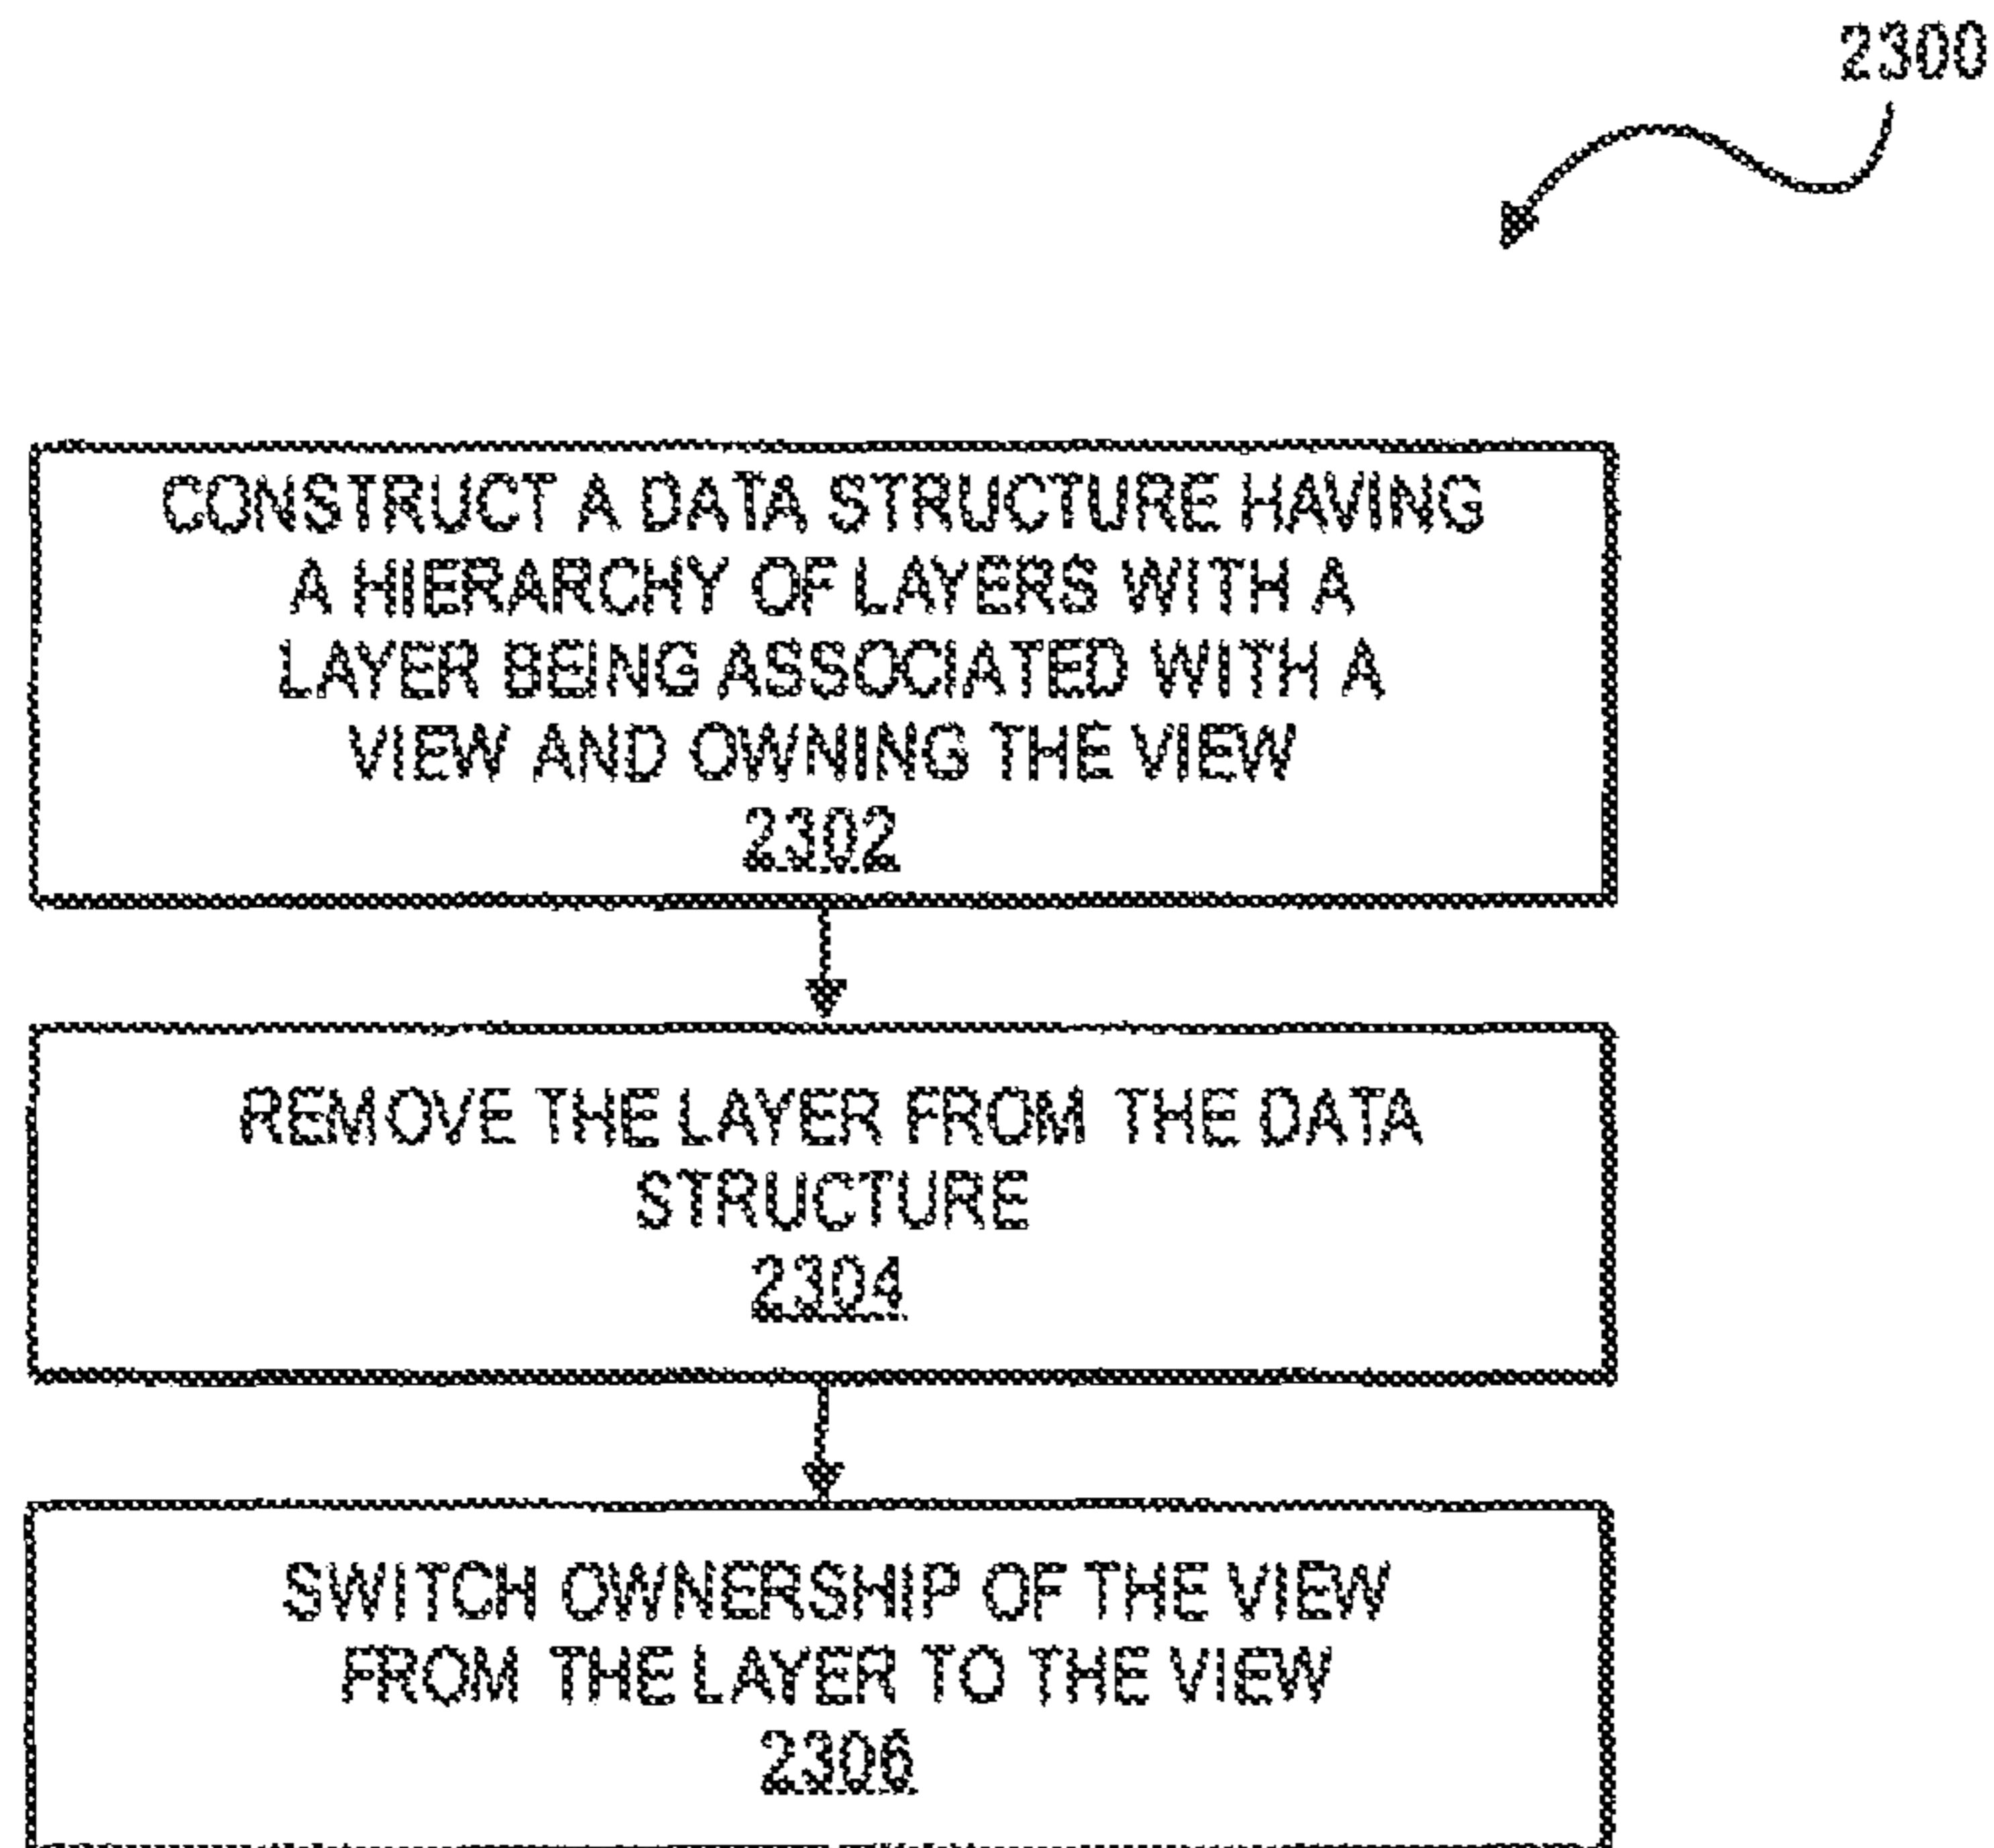 2300
CONSTRUCT A DATA STRUCTURE HAVING
A HIERARCHY OF LAYERS WITH A
LAYER BEING ASSOCIATED WITH A
VIEW AND OWNING THE VIEW
2302
REMOVE THE LAYER FROM THE DATA
STRUCTURE
2304
SWITCH OWNERSHIP OF THE VIEW
FROM THE LAYER TO THE VIEW
2306